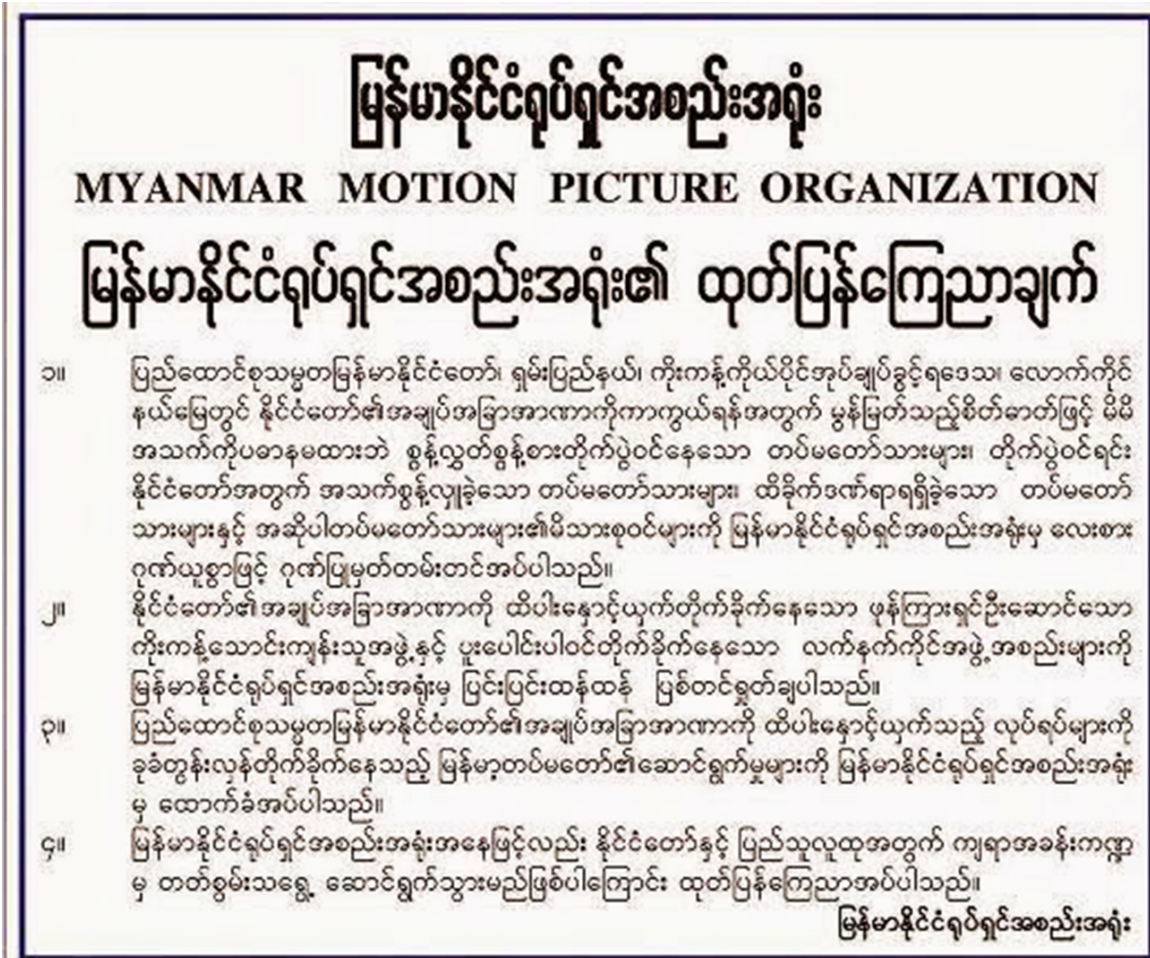 မြန်မာနိုင်ငံရုပ်ရှင်အစည်းအရုံး
MYANMAR MOTION PICTURE ORGANIZATION
မြန်မာနိုင်ငံရုပ်ရှင်အစည်းအရုံး၏ ထုတ်ပြန်ကြေညာချက်
၁။ ပြည်ထောင်စုသမ္မတမြန်မာနိုင်ငံတော်၊ ရှမ်းပြည်နယ်၊ ကိုးကန့်ကိုယ်ပိုင်အုပ်ချုပ်ခွင့်ရဒေသ၊ လောက်ကိုင်
နယ်မြေတွင် နိုင်ငံတော်၏အချုပ်အခြာအာဏာကိုကာကွယ်ရန်အတွက် မွန်မြတ်သည့်စိတ်ဓာတ်ဖြင့် မိမိ
အသက်ကိုပဓာနမထားဘဲ စွန့်လွှတ်စွန့်စားတိုက်ပွဲဝင်နေသော တပ်မတော်သားများ၊ တိုက်ပွဲဝင်ရင်း
နိုင်ငံတော်အတွက် အသက်စွန့်လှူခဲ့သော တပ်မတော်သားများ၊ ထိခိုက်ဒဏ်ရာရရှိခဲ့သော တပ်မတော်
သားများနှင့် အဆိုပါတပ်မတော်သားများ၏မိသားစုဝင်များကို မြန်မာနိုင်ငံရုပ်ရှင်အစည်းအရုံးမှ လေးစား
ဂုဏ်ယူစွာဖြင့် ဂုဏ်ပြုမှတ်တမ်းတင်အပ်ပါသည်။
၂။ နိုင်ငံတော်၏အချုပ်အခြာအာဏာကို ထိပါးနှောင့်ယှက်တိုက်ခိုက်နေသော ဖုန်ကြားရှင်ဦးဆောင်သော
ကိုးကန့်သောင်းကျန်းသူအဖွဲ့နှင့် ပူးပေါင်းပါဝင်တိုက်ခိုက်နေသော လက်နက်ကိုင်အဖွဲ့အစည်းများကို
မြန်မာနိုင်ငံရုပ်ရှင်အစည်းအရုံးမှ ပြင်းပြင်းထန်ထန် ပြစ်တင်ရှုတ်ချပါသည်။
၃။ ပြည်ထောင်စုသမ္မတမြန်မာနိုင်ငံတော်၏အချုပ်အခြာအာဏာကို ထိပါးနှောင့်ယှက်သည့် လုပ်ရပ်များကို
ခုခံတွန်းလှန်တိုက်ခိုက်နေသည့် မြန်မာ့တပ်မတော်၏ဆောင်ရွက်မှုများကို မြန်မာနိုင်ငံရုပ်ရှင်အစည်းအရုံး
မှ ထောက်ခံအပ်ပါသည်။
၄။ မြန်မာနိုင်ငံရုပ်ရှင်အစည်းအရုံးအနေဖြင့်လည်း နိုင်ငံတော်နှင့် ပြည်သူလူထုအတွက် ကျရာအခန်းကဏ္ဍ
မှ တတ်စွမ်းသရွေ့ ဆောင်ရွက်သွားမည်ဖြစ်ပါကြောင်း ထုတ်ပြန်ကြေညာအပ်ပါသည်။
မြန်မာနိုင်ငံရုပ်ရှင်အစည်းအရုံး